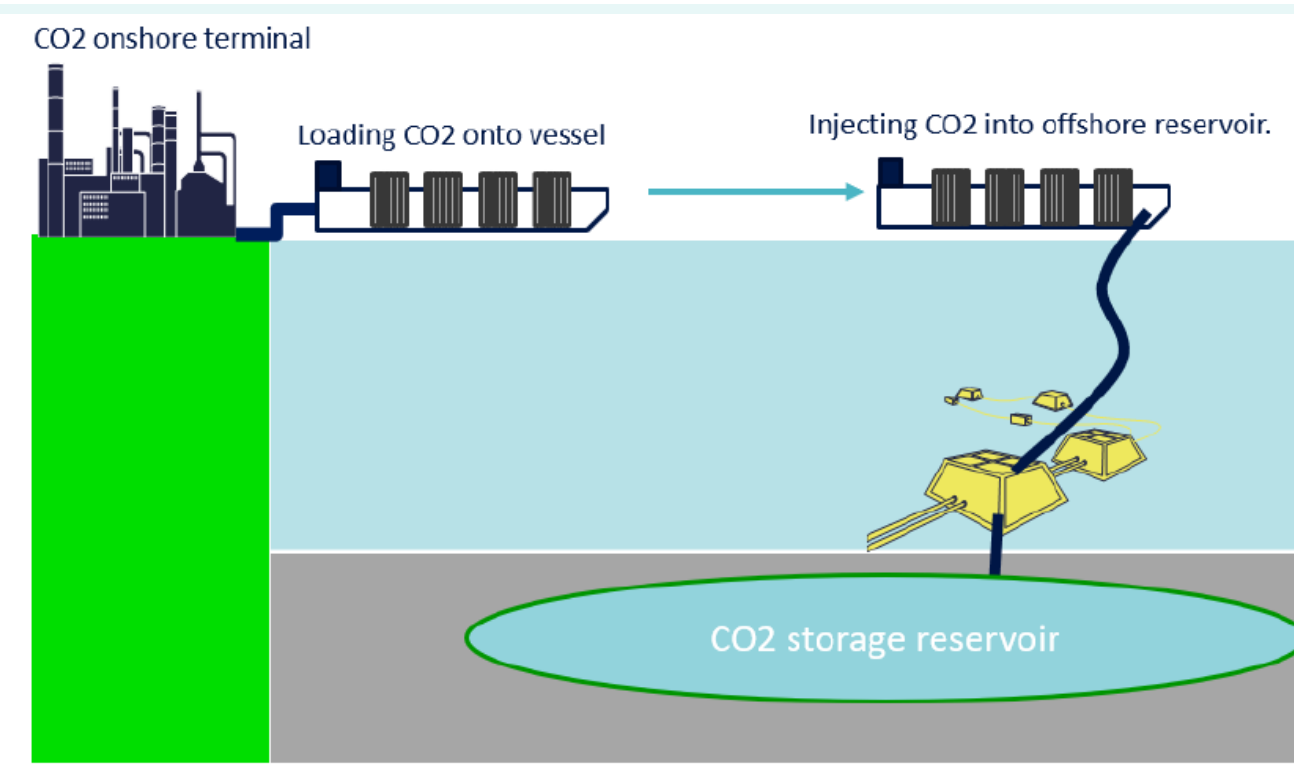 CO2 onshore terminal
Loading CO2 onto vessel
Injecting CO2 into offshore reservoir.
CO2 storage reservoir